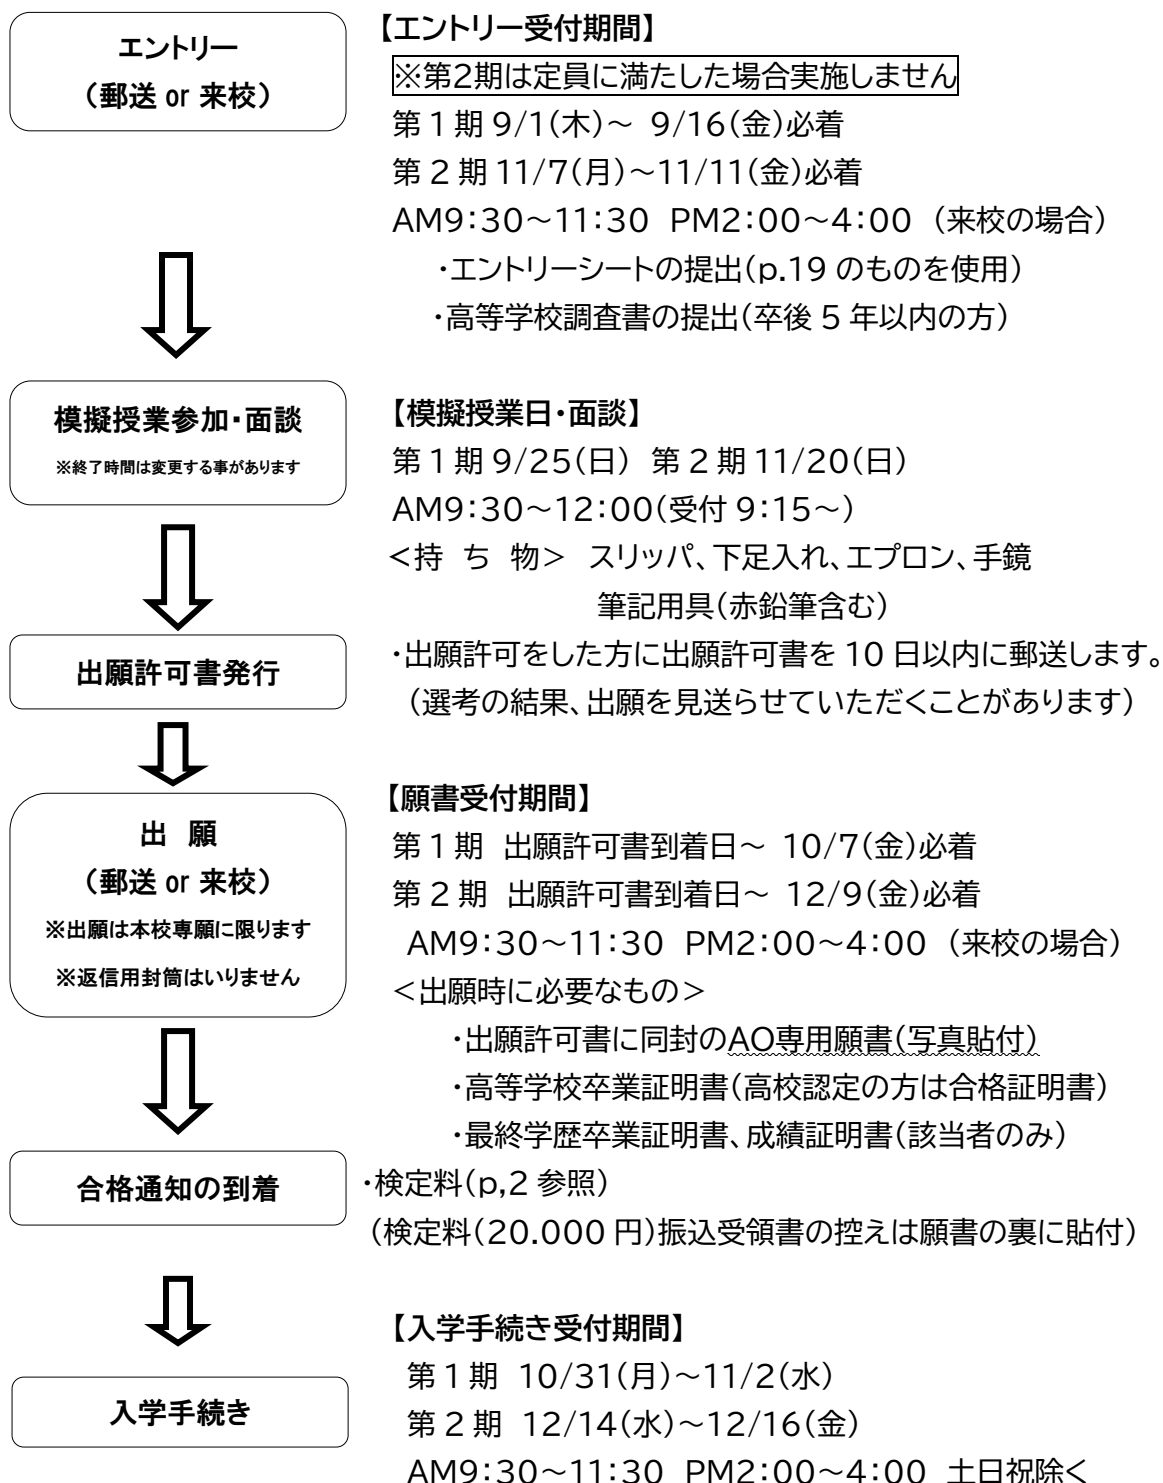 エントリー
（郵送 or 来校）
【エントリー受付期間】
※第2期は定員に満たした場合実施しません
第１期 9/1(木)～ 9/16(金)必着
第２期 11/7(月)～11/11(金)必着
AM9:30～11:30 PM2:00～4:00 （来校の場合）
・エントリーシートの提出(p.19 のものを使用)
・高等学校調査書の提出(卒後 5 年以内の方)
模擬授業参加・面談
※終了時間は変更する事があります
【模擬授業日・面談】
第１期 9/25(日) 第２期 11/20(日)
AM9:30～12:00(受付 9:15～)
＜持 ち 物＞ スリッパ、下足入れ、エプロン、手鏡
筆記用具(赤鉛筆含む)
出願許可書発行
・出願許可をした方に出願許可書を 10 日以内に郵送します。
（選考の結果、出願を見送らせていただくことがあります）
出 願
（郵送 or 来校）
※出願は本校専願に限ります
※返信用封筒はいりません
【願書受付期間】
第１期 出願許可書到着日～ 10/7(金)必着
第２期 出願許可書到着日～ 12/9(金)必着
AM9:30～11:30 PM2:00～4:00 （来校の場合）
＜出願時に必要なもの＞
・出願許可書に同封のAO専用願書(写真貼付)
・高等学校卒業証明書(高校認定の方は合格証明書)
・最終学歴卒業証明書、成績証明書(該当者のみ)
合格通知の到着
・検定料(p,2 参照)
(検定料(20.000 円)振込受領書の控えは願書の裏に貼付)
入学手続き
【入学手続き受付期間】
第１期 10/31(月)～11/2(水)
第２期 12/14(水)～12/16(金)
AM9:30～11:30 PM2:00～4:00 土日祝除く